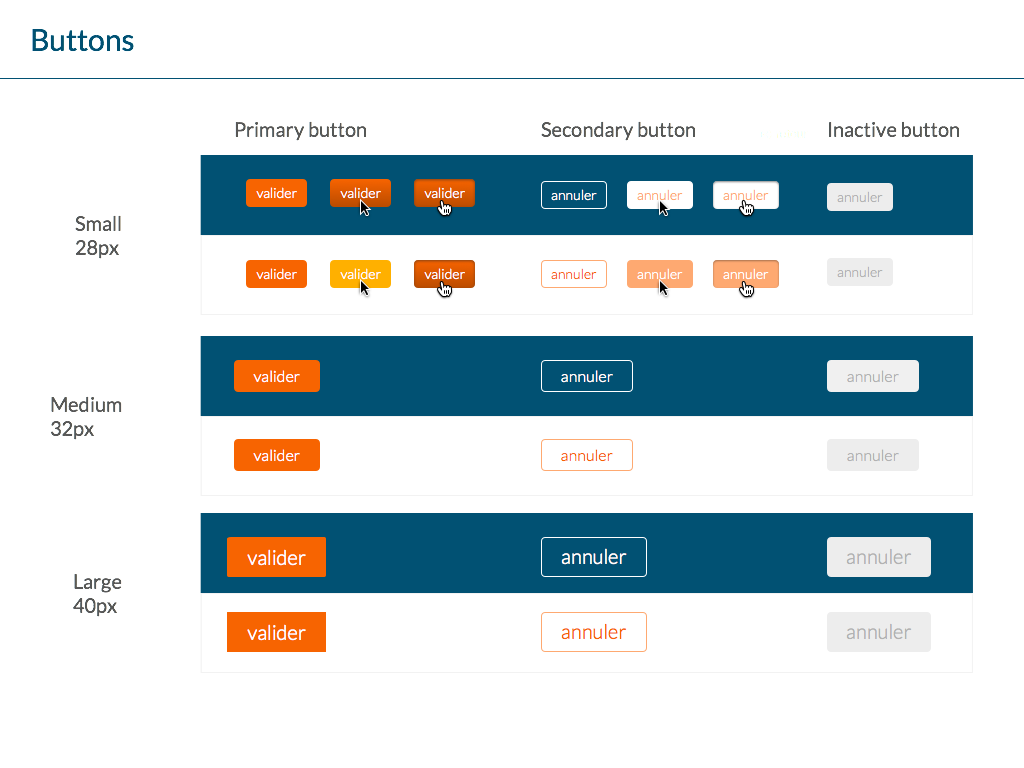 Buttons
Primary button Secondary button Inactive button
Small
28px
valider valider valider annuler annuler annuler annuler
valider valider valider annuler annuler annuler annuler
Medium
32px
valider annuler annuler
valider annuler annuler
Large
40px
valider annuler annuler
valider annuler annuler